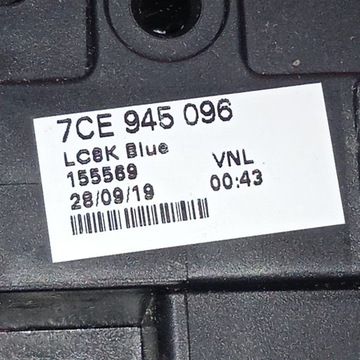 7CE 945 096
LC8K Blue
155569 VNL
28/09/19 00:43